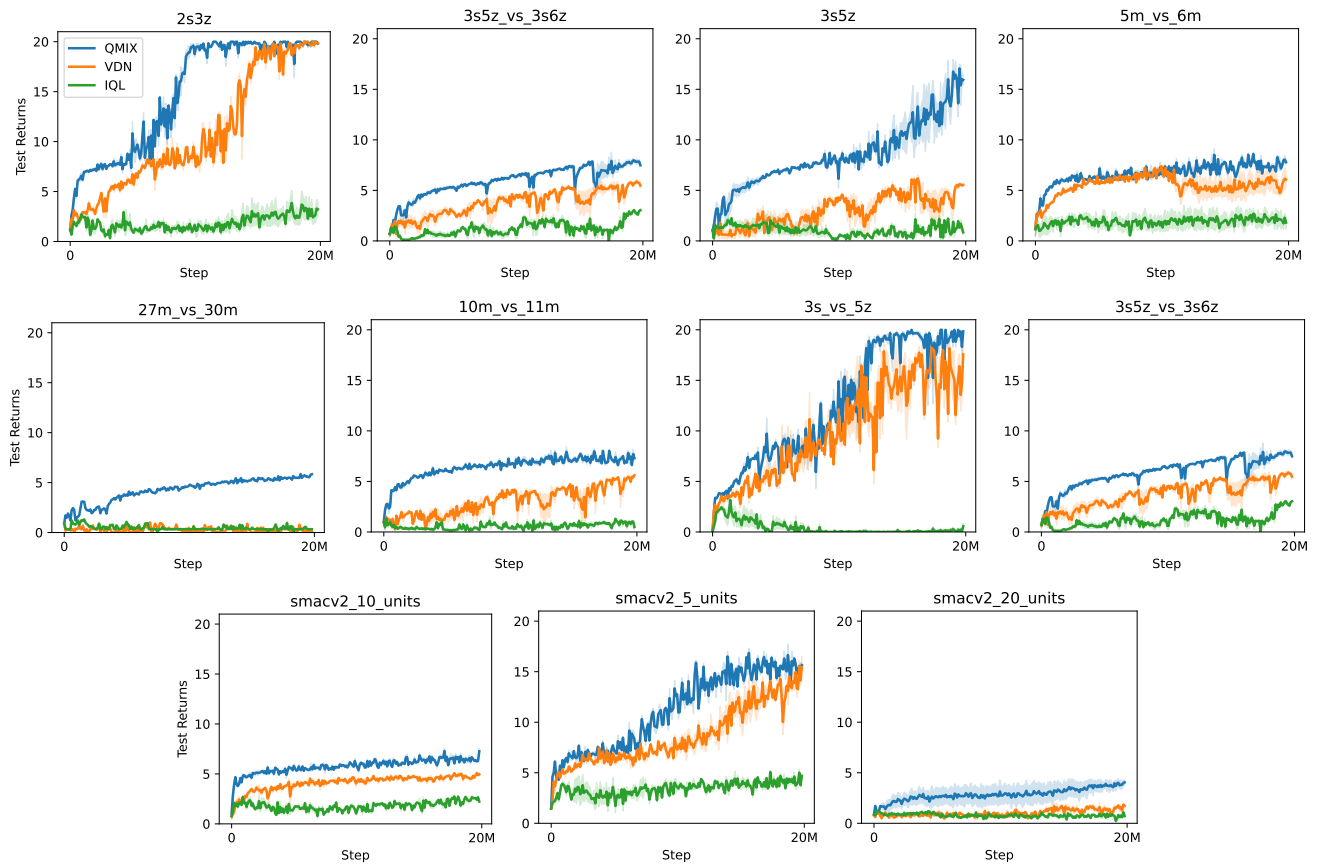 2s3z
3s5z_vs_3s6z
3s5z
5m_vs_6m
QMIX
VDN
IQL
Test Returns
20
15
10
5
0
0
20M
Step
20
15
10
5
0
0
20M
Step
20
15
10
5
0
0
20M
Step
20
15
10
5
0
0
20M
Step
27m_vs_30m
10m_vs_11m
3s_vs_5z
3s5z_vs_3s6z
Test Returns
20
15
10
5
0
0
20M
Step
20
15
10
5
0
0
20M
Step
20
15
10
5
0
0
20M
Step
20
15
10
5
0
0
20M
Step
smacv2_10_units
smacv2_5_units
smacv2_20_units
Test Returns
20
15
10
5
0
0
20M
Step
20
15
10
5
0
0
20M
Step
20
15
10
5
0
0
20M
Step